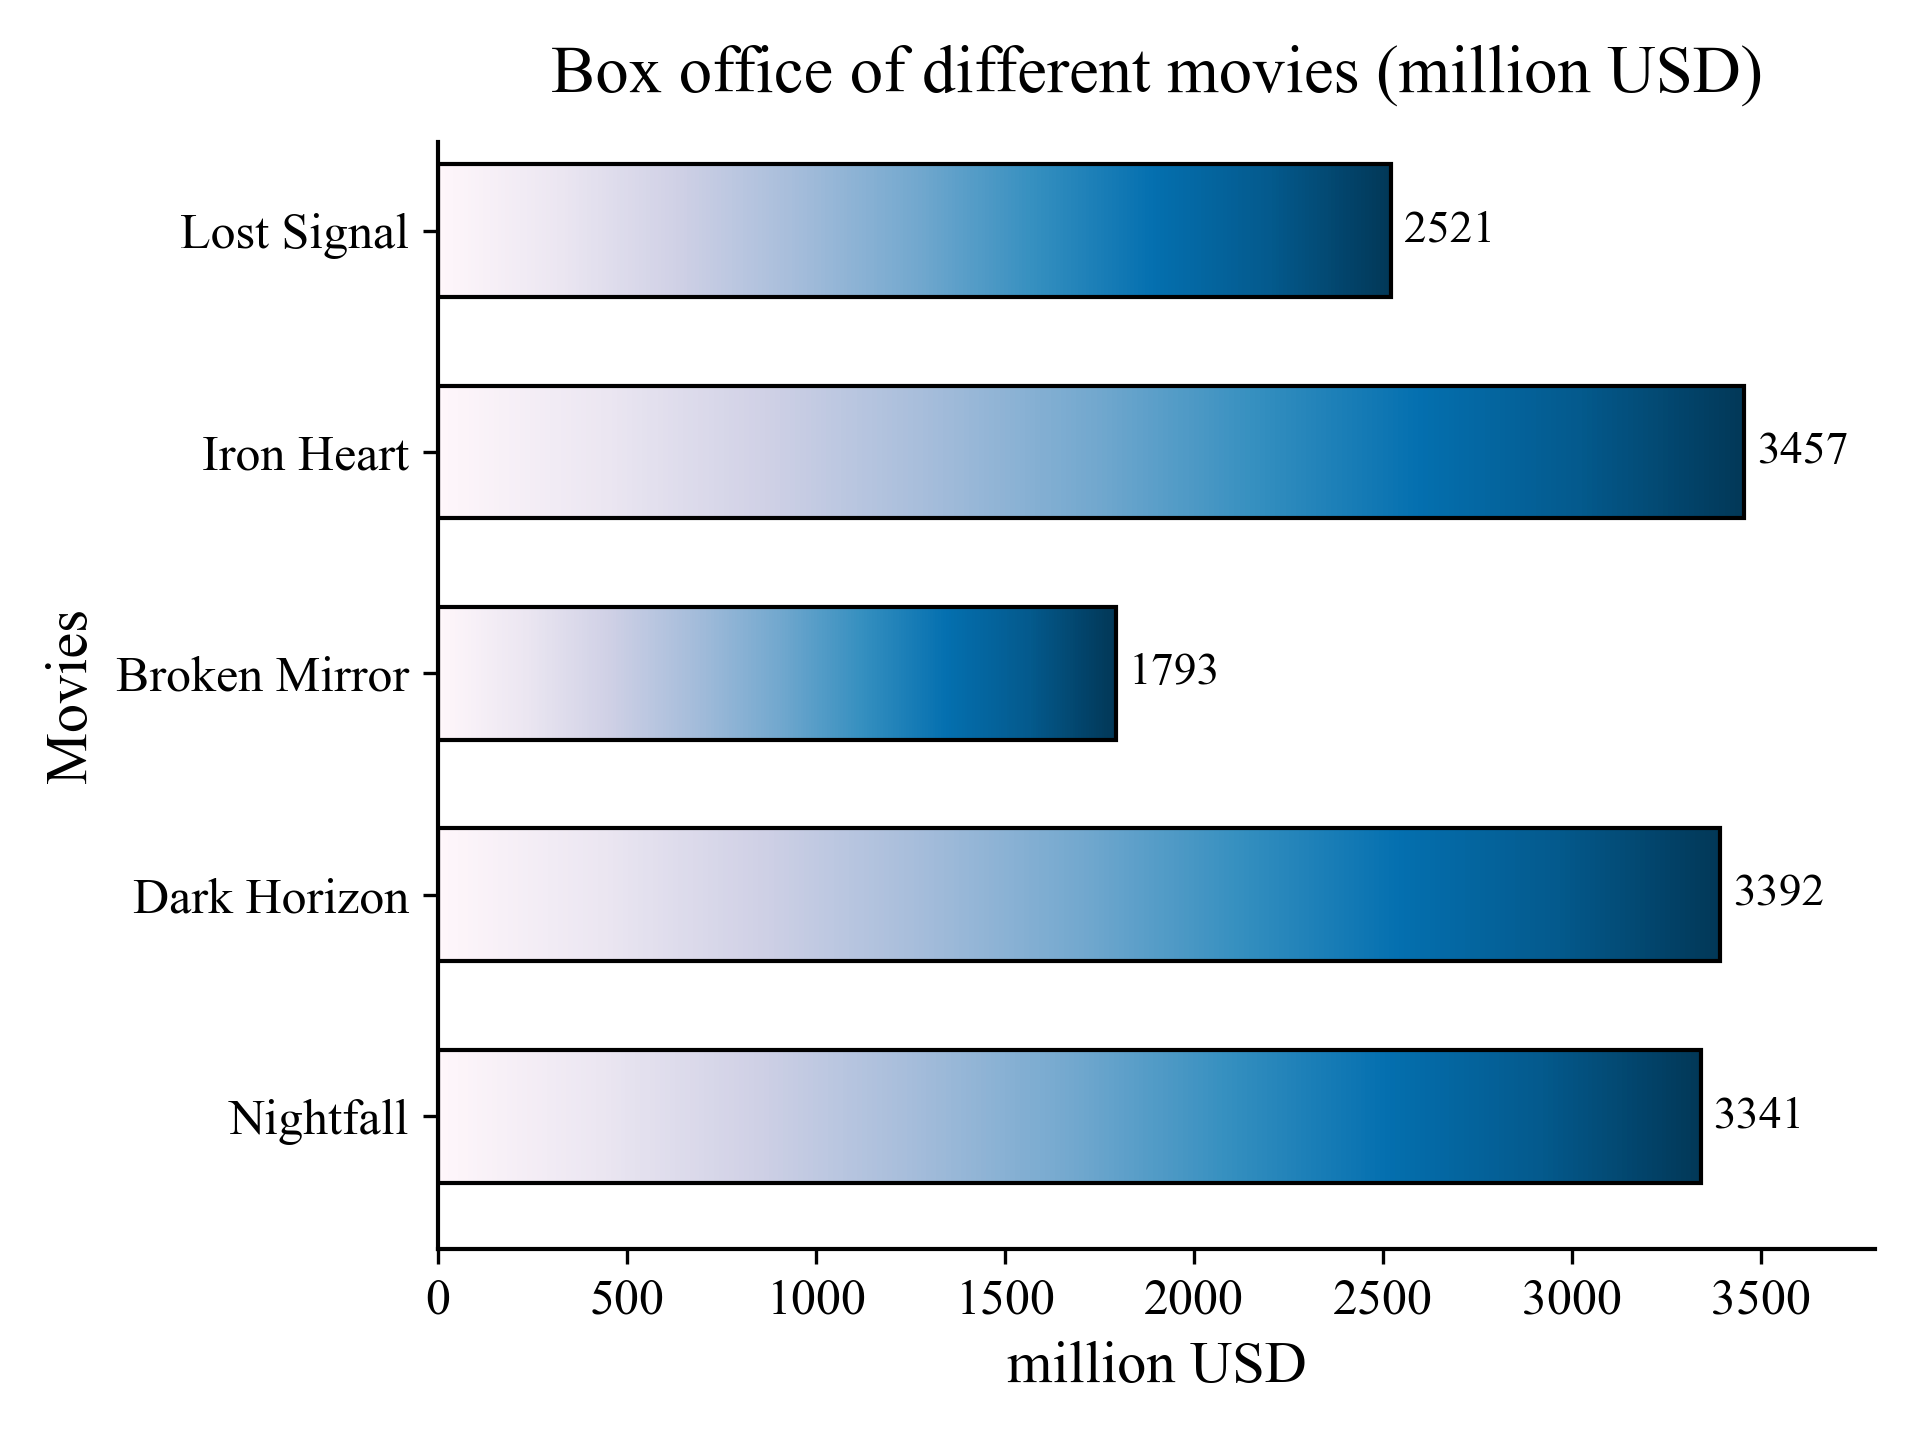 Box office of different movies (million USD)
Movies
Lost Signal 2521
Iron Heart 3457
Broken Mirror 1793
Dark Horizon 3392
Nightfall 3341
0 500 1000 1500 2000 2500 3000 3500
million USD